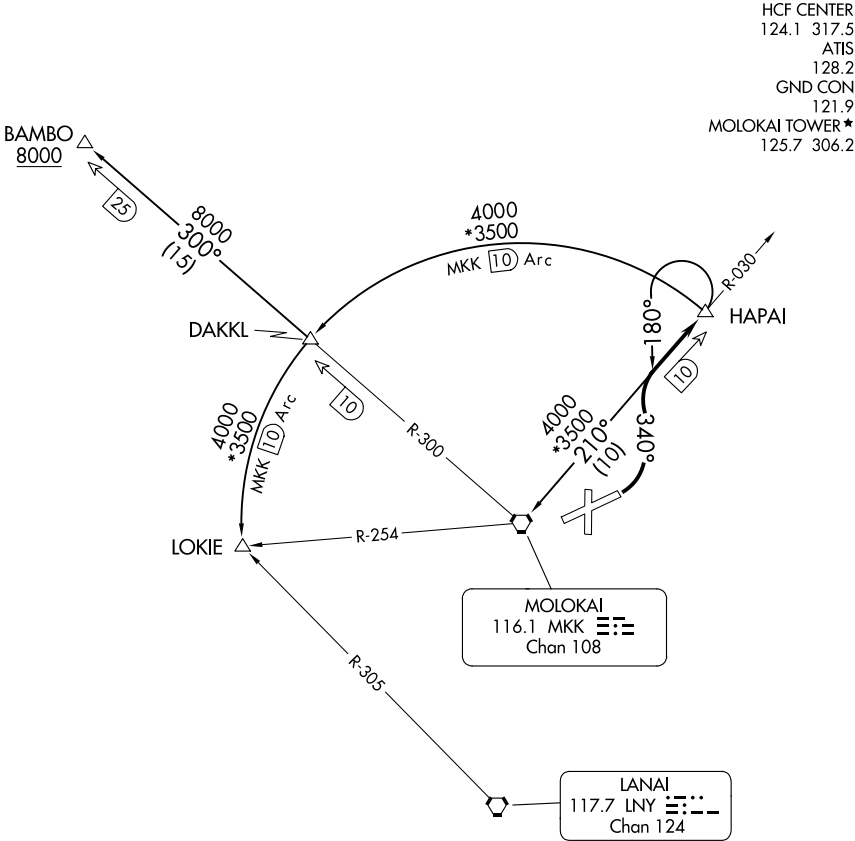 HCF CENTER
124.1 317.5
ATIS
128.2
GND CON
121.9
MOLOKAI TOWER★
125.7 306.2
BAMBO
8000
25
8000
300°
(15)
4000
*3500
MKK 10 Arc
R-030
HAPAI
180°
10
DAKKL
10
4000
*3500
MKK 10 Arc
R-300
4000
*3500
210°
(10)
340°
LOKIE
R-254
MOLOKAI
116.1 MKK
Chan 108
R-305
LANAI
117.7 LNY
Chan 124